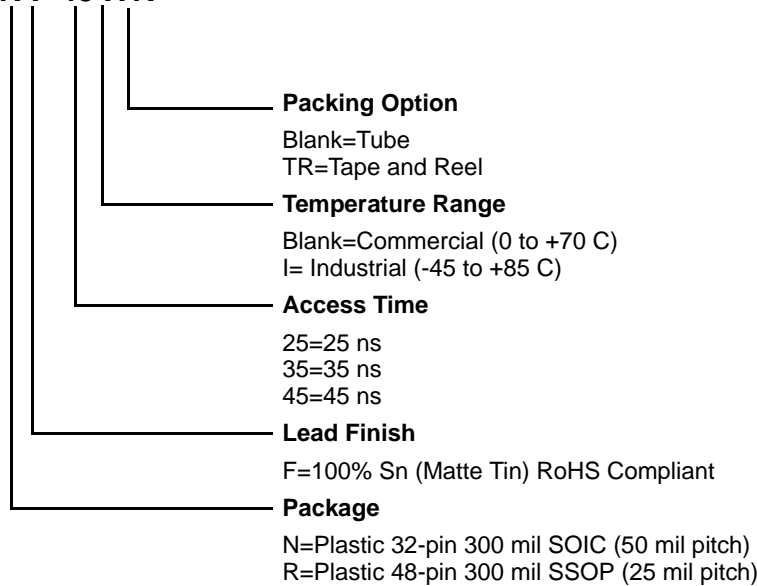 Packing Option
Blank=Tube
TR=Tape and Reel
Temperature Range
Blank=Commercial (0 to +70 C)
I= Industrial (-45 to +85 C)
Access Time
25=25 ns
35=35 ns
45=45 ns
Lead Finish
F=100% Sn (Matte Tin) RoHS Compliant
Package
N=Plastic 32-pin 300 mil SOIC (50 mil pitch)
R=Plastic 48-pin 300 mil SSOP (25 mil pitch)